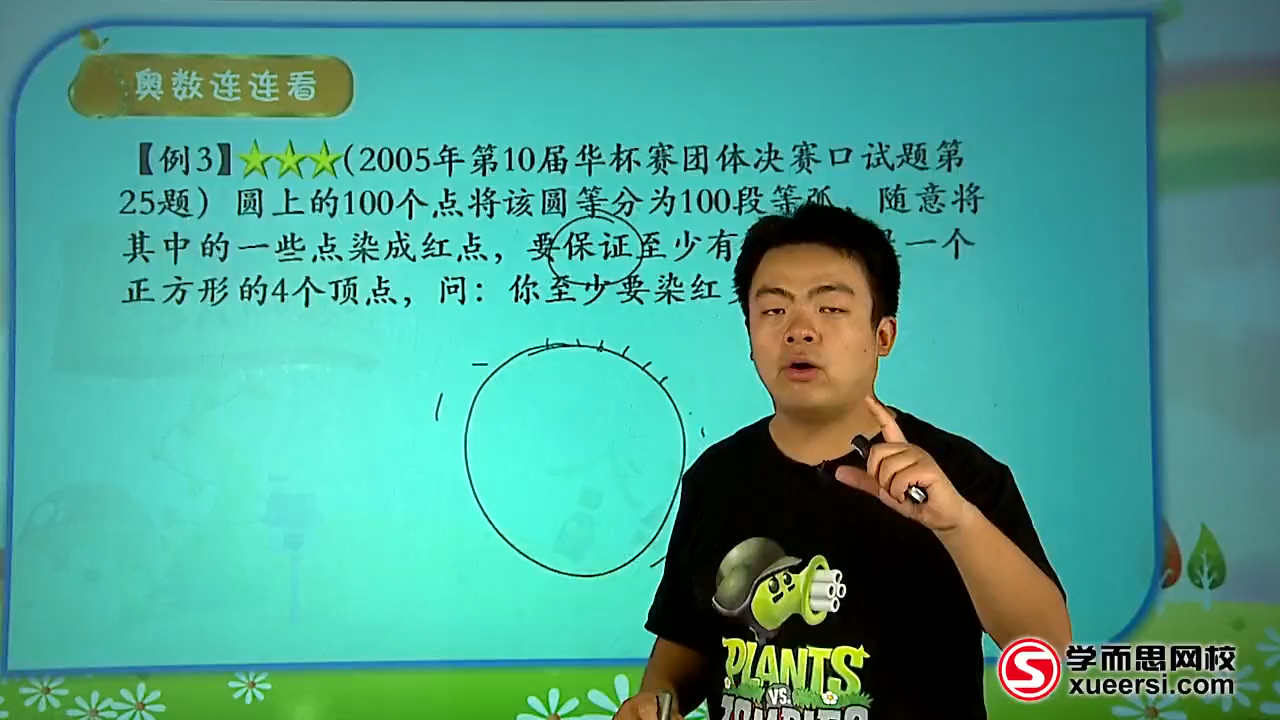 奥数连连看
【例3】★★★(2005年第10届华杯赛团体决赛口试题第
25题) 圆上的100个点将该圆等分为100段等弧，随意将
其中的一些点染成红点，要保证至少有 一个
正方形的4个顶点，问：你至少要染红
PLANTS
VS.
ZOMBIES
学而思网校
xueersi.com